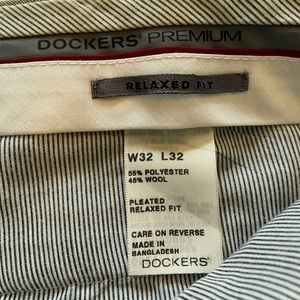 DOCKERS® PREMIUM
RELAXED FIT
W32 L32
55% POLYESTER
45% WOOL
PLEATED
RELAXED FIT
CARE ON REVERSE
MADE IN
BANGLADESH
DOCKERS®